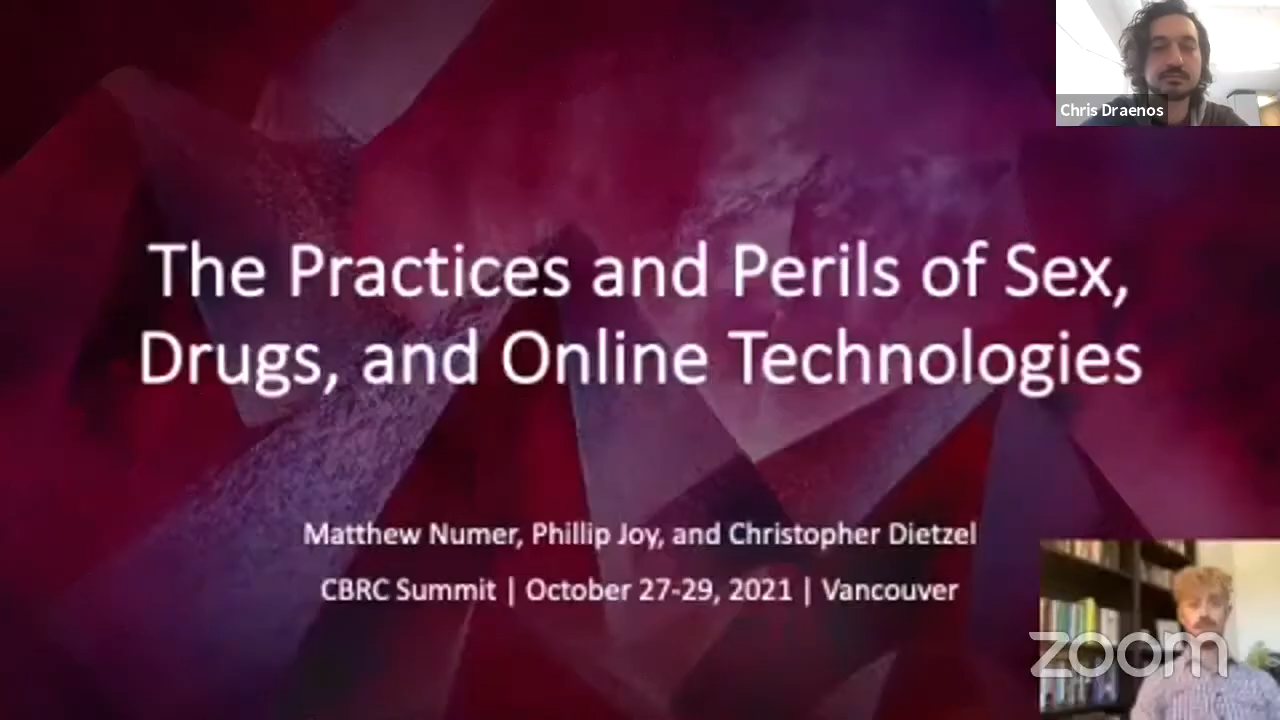 Chris Draenos
The Practices and Perils of Sex,
Drugs, and Online Technologies
Matthew Numer, Phillip Joy, and Christopher Dietzel
CBRC Summit | October 27-29, 2021 | Vancouver
zoom